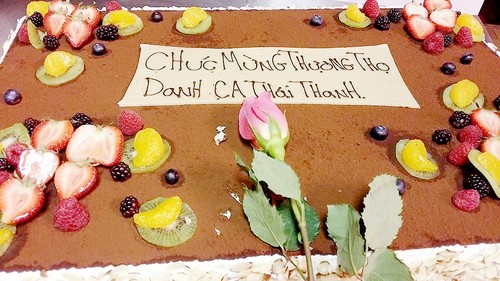 CHÚC MỪNG THƯỢNG THỌ
DANH CA THÁI THANH.